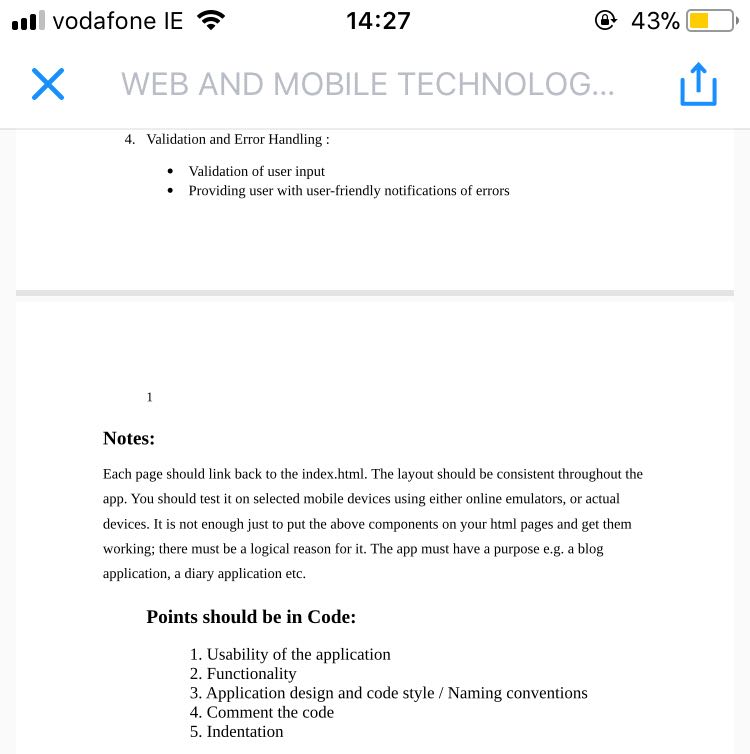 vodafone IE 14:27 43%
WEB AND MOBILE TECHNOLOG...
4. Validation and Error Handling :
• Validation of user input
• Providing user with user-friendly notifications of errors
1
Notes:
Each page should link back to the index.html. The layout should be consistent throughout the
app. You should test it on selected mobile devices using either online emulators, or actual
devices. It is not enough just to put the above components on your html pages and get them
working; there must be a logical reason for it. The app must have a purpose e.g. a blog
application, a diary application etc.
Points should be in Code:
1. Usability of the application
2. Functionality
3. Application design and code style / Naming conventions
4. Comment the code
5. Indentation